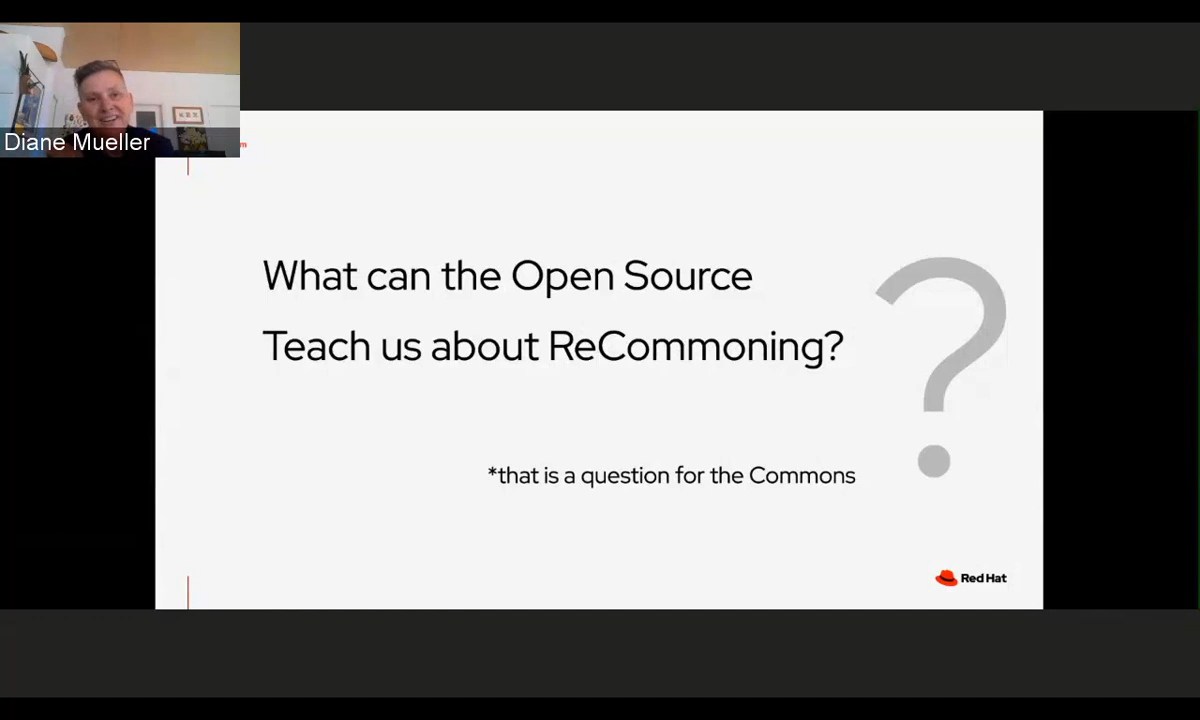 Diane Mueller
What can the Open Source
Teach us about ReCommoning?
*that is a question for the Commons
Red Hat